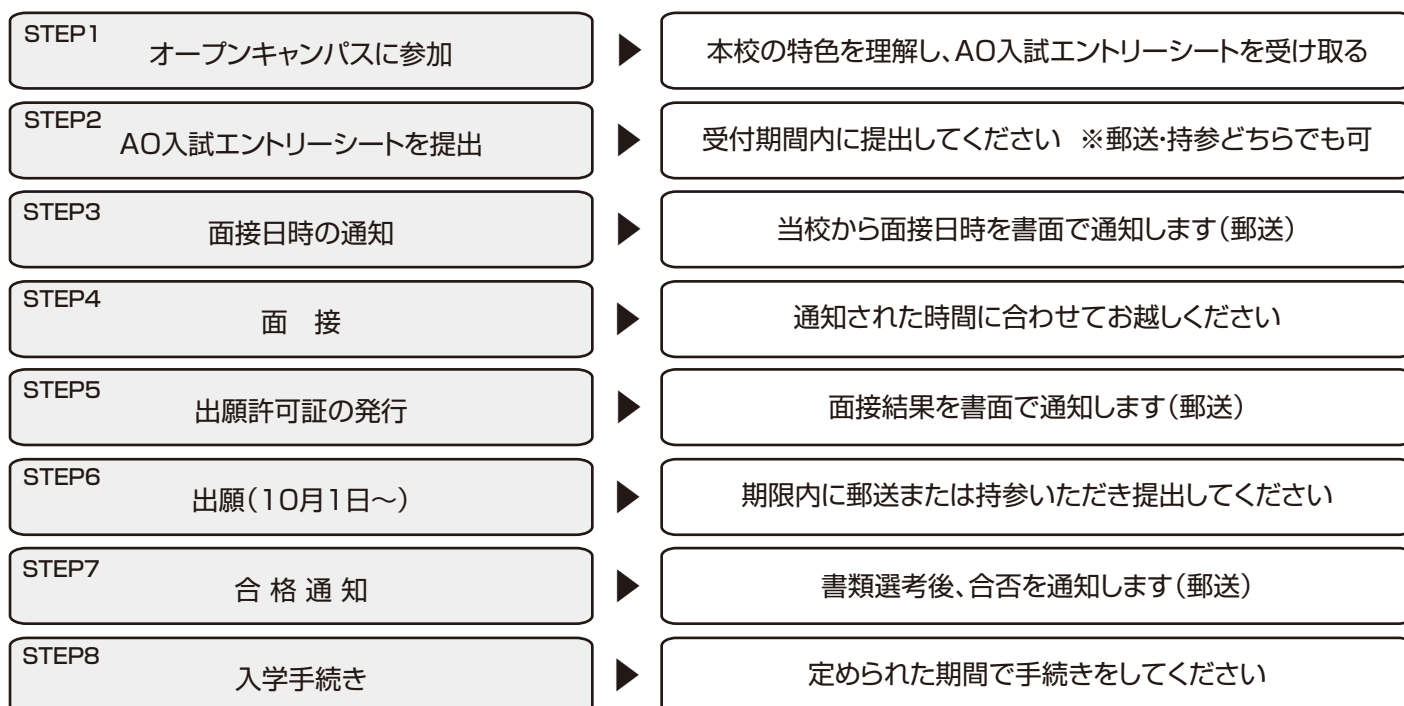 STEP1
オープンキャンパスに参加
本校の特色を理解し、AO入試エントリーシートを受け取る
STEP2
AO入試エントリーシートを提出
受付期間内に提出してください ※郵送・持参どちらでも可
STEP3
面接日時の通知
当校から面接日時を書面で通知します（郵送）
STEP4
面 接
通知された時間に合わせてお越しください
STEP5
出願許可証の発行
面接結果を書面で通知します（郵送）
STEP6
出願（10月1日～）
期限内に郵送または持参いただき提出してください
STEP7
合 格 通 知
書類選考後、合否を通知します（郵送）
STEP8
入学手続き
定められた期間で手続きをしてください